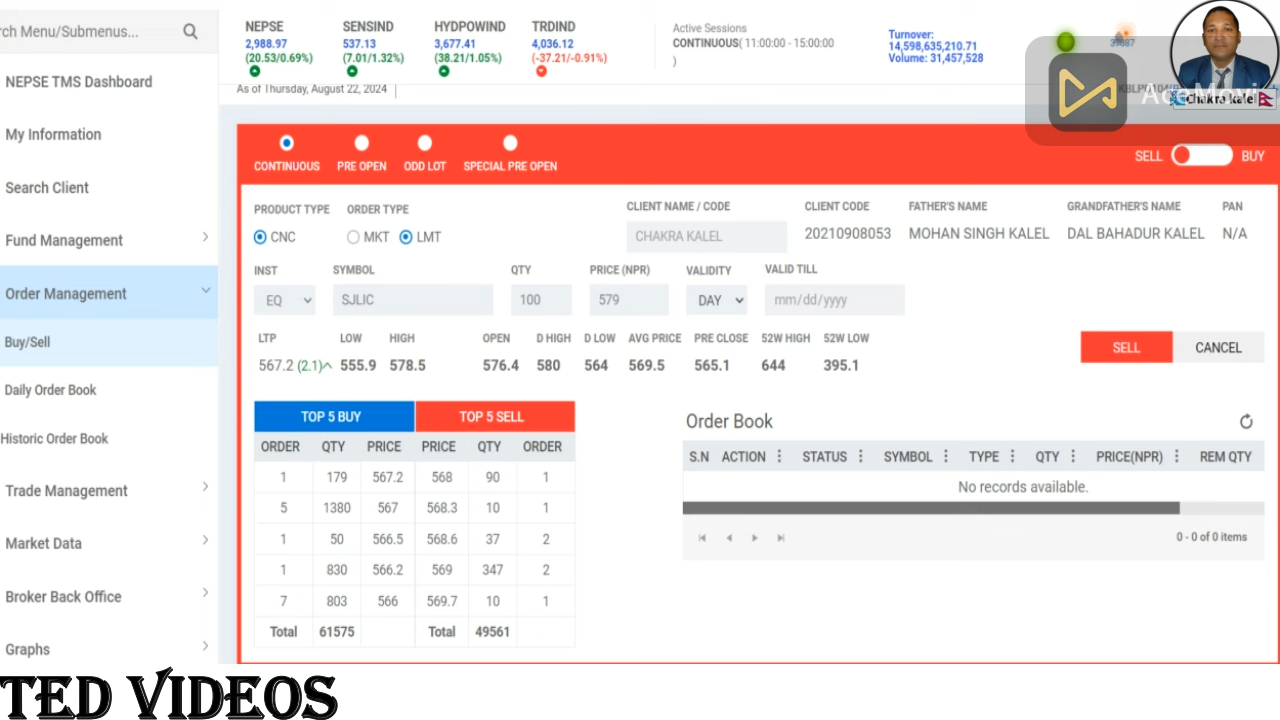 rch Menu/Submenus...
NEPSE TMS Dashboard
My Information
Search Client
Fund Management
Order Management
Buy/Sell
Daily Order Book
Historic Order Book
Trade Management
Market Data
Broker Back Office
Graphs
NEPSE SENSIND HYDPOWIND TRDIND
2,988.97 537.13 3,677.41 4,036.12
(20.53/0.69%) (7.01/1.32%) (38.21/1.05%) (-37.21/-0.91%)
As of Thursday, August 22, 2024
Active Sessions
CONTINUOUS( 11:00:00 - 15:00:00
)
Turnover:
14,598,635,210.71
Volume: 31,457,528
Chakra kalel
CONTINUOUS PRE OPEN ODD LOT SPECIAL PRE OPEN
SELL BUY
PRODUCT TYPE ORDER TYPE CLIENT NAME / CODE CLIENT CODE FATHER'S NAME GRANDFATHER'S NAME PAN
CNC MKT LMT CHAKRA KALEL 20210908053 MOHAN SINGH KALEL DAL BAHADUR KALEL N/A
INST SYMBOL QTY PRICE (NPR) VALIDITY VALID TILL
EQ SJLIC 100 579 DAY mm/dd/yyyy
LTP LOW HIGH OPEN D HIGH D LOW AVG PRICE PRE CLOSE 52W HIGH 52W LOW
567.2 (2.1) 555.9 578.5 576.4 580 564 569.5 565.1 644 395.1
SELL CANCEL
TOP 5 BUY TOP 5 SELL
ORDER QTY PRICE PRICE QTY ORDER
1 179 567.2 568 90 1
5 1380 567 568.3 10 1
1 50 566.5 568.6 37 2
1 830 566.2 569 347 2
7 803 566 569.7 10 1
Total 61575 Total 49561
Order Book
S.N ACTION STATUS SYMBOL TYPE QTY PRICE(NPR) REM QTY
No records available.
0 - 0 of 0 items
TED VIDEOS